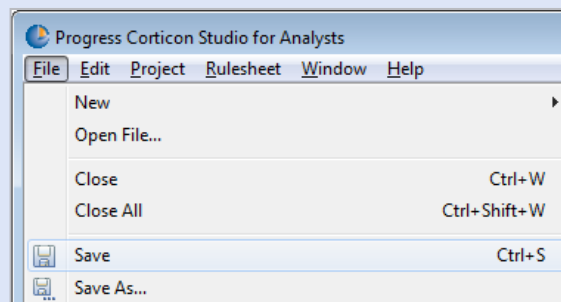 Progress Corticon Studio for Analysts
File Edit Project Rulesheet Window Help
New
Open File...
Close Ctrl+W
Close All Ctrl+Shift+W
Save Ctrl+S
Save As...